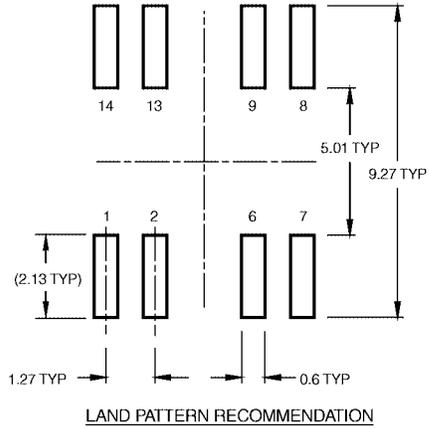 14 13 9 8
5.01 TYP
9.27 TYP
1 2 6 7
(2.13 TYP)
1.27 TYP
0.6 TYP
LAND PATTERN RECOMMENDATION